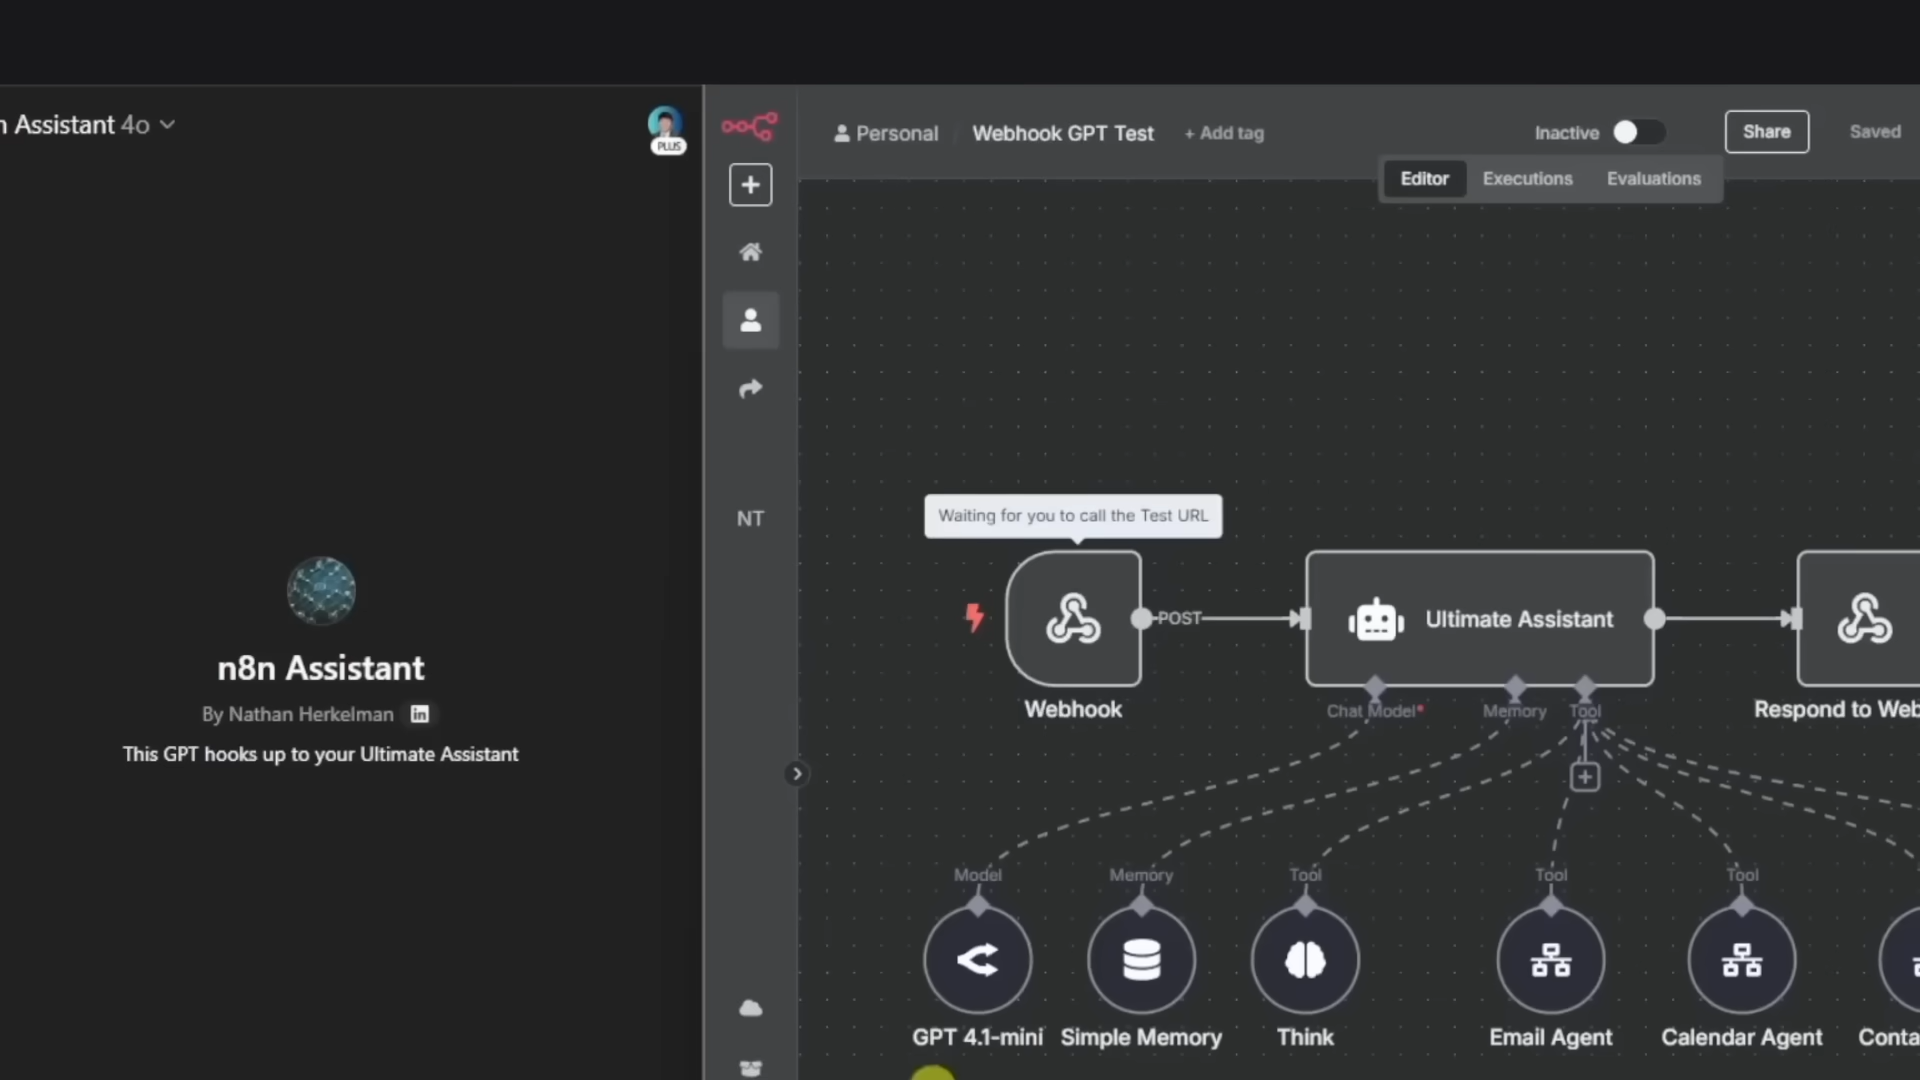 Assistant 4o
PLUS
n8n Assistant
By Nathan Herkelman in
This GPT hooks up to your Ultimate Assistant
NT
Personal
Webhook GPT Test
+ Add tag
Inactive
Share
Saved
Editor
Executions
Evaluations
Waiting for you to call the Test URL
POST
Ultimate Assistant
Webhook
Chat Model*
Memory
Tool
Respond to Web
Model
Memory
Tool
Tool
Tool
GPT 4.1-mini
Simple Memory
Think
Email Agent
Calendar Agent
Conta